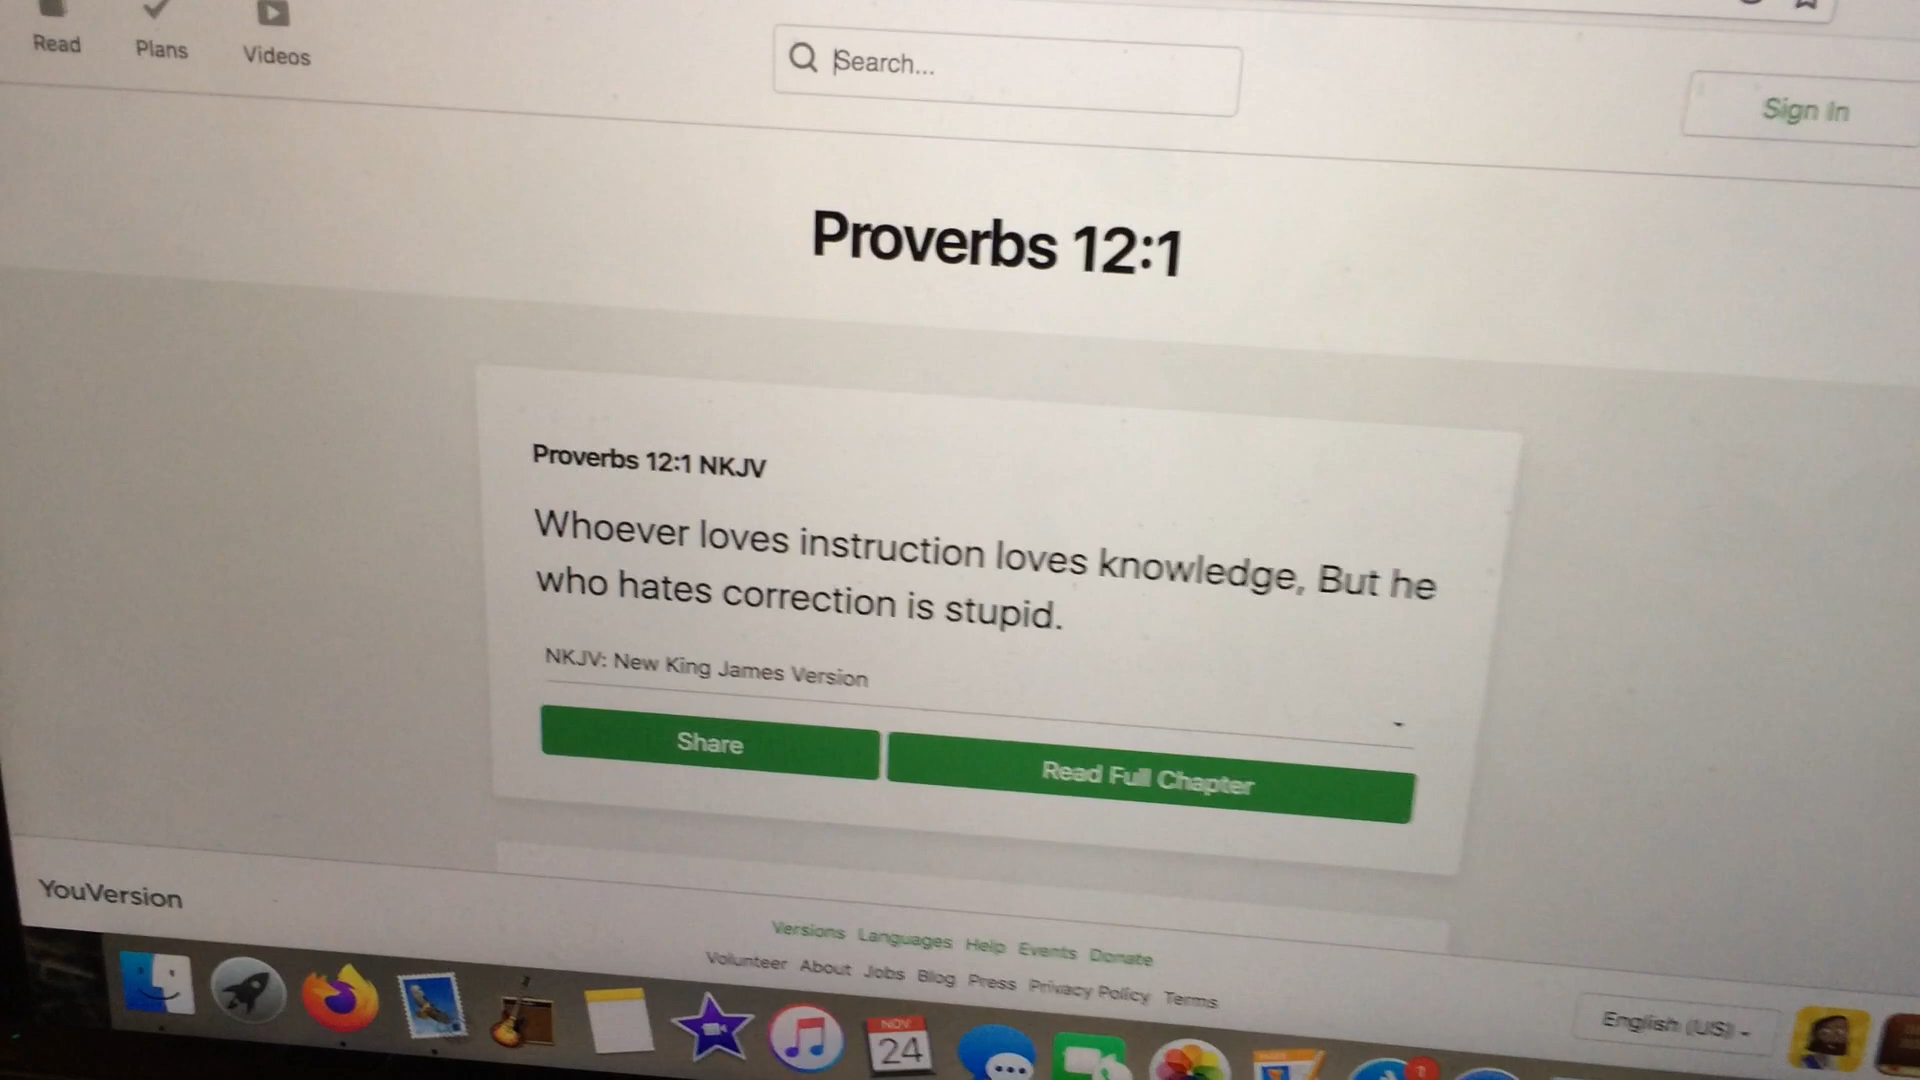 Read Plans Videos
Search...
Sign In
Proverbs 12:1
Proverbs 12:1 NKJV
Whoever loves instruction loves knowledge, But he
who hates correction is stupid.
NKJV: New King James Version
Share Read Full Chapter
YouVersion
Versions Languages Help Events Donate
Volunteer About Jobs Blog Press Privacy Policy Terms
English (US)
NOV
24